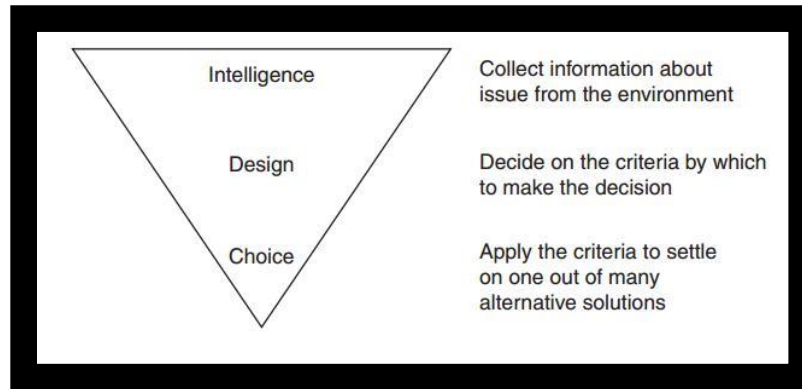 Intelligence
Collect information about
issue from the environment
Design
Decide on the criteria by which
to make the decision
Choice
Apply the criteria to settle
on one out of many
alternative solutions